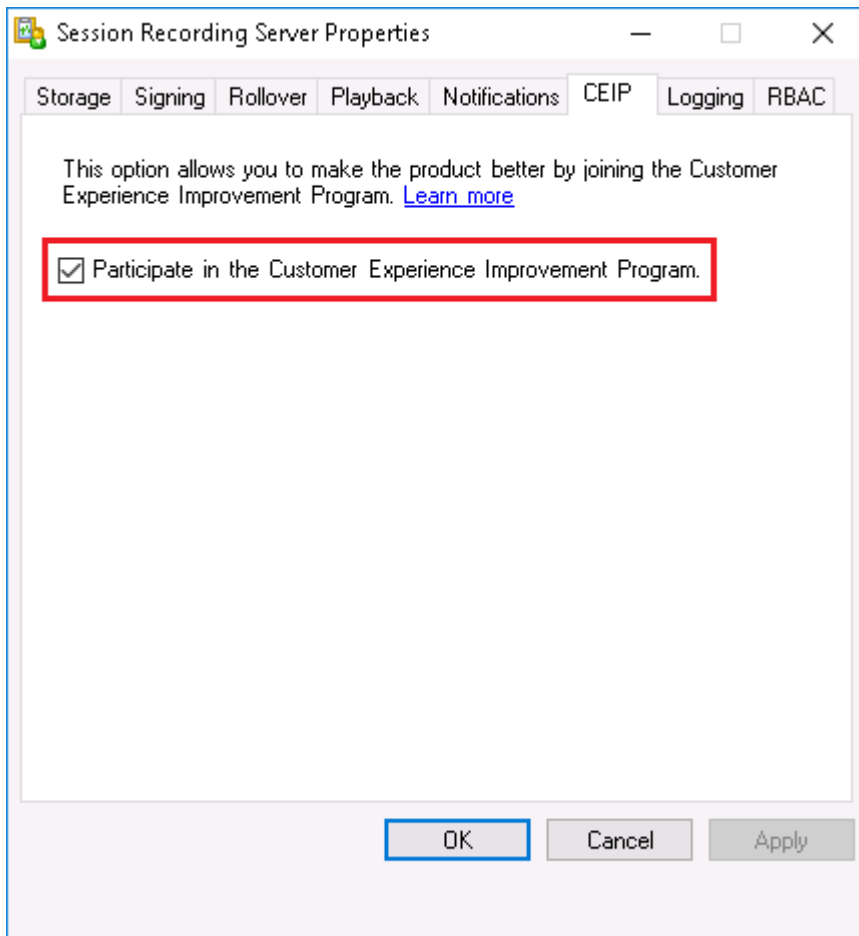 Session Recording Server Properties
Storage Signing Rollover Playback Notifications CEIP Logging RBAC
This option allows you to make the product better by joining the Customer
Experience Improvement Program. Learn more
Participate in the Customer Experience Improvement Program.
OK Cancel Apply